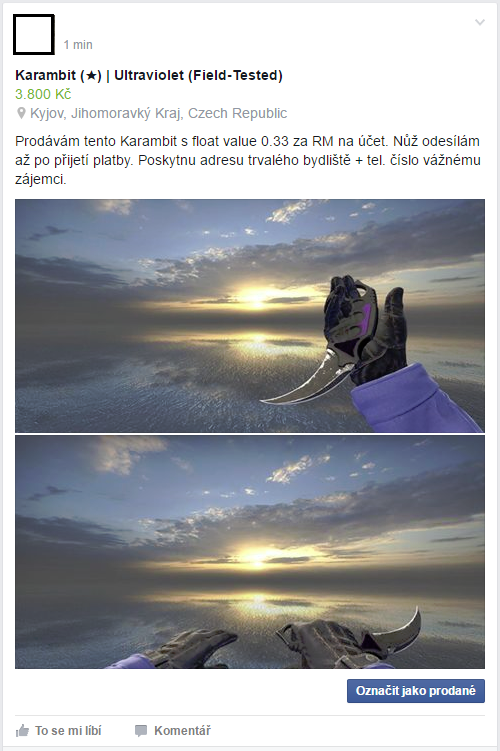 1 min
Karambit (★) | Ultraviolet (Field-Tested)
3.800 Kč
Kyjov, Jihomoravký Kraj, Czech Republic
Prodávám tento Karambit s float value 0.33 za RM na účet. Nůž odesílám
až po přijetí platby. Poskytnu adresu trvalého bydliště + tel. číslo vážnému
zájemci.
Označit jako prodané
To se mi líbí
Komentář